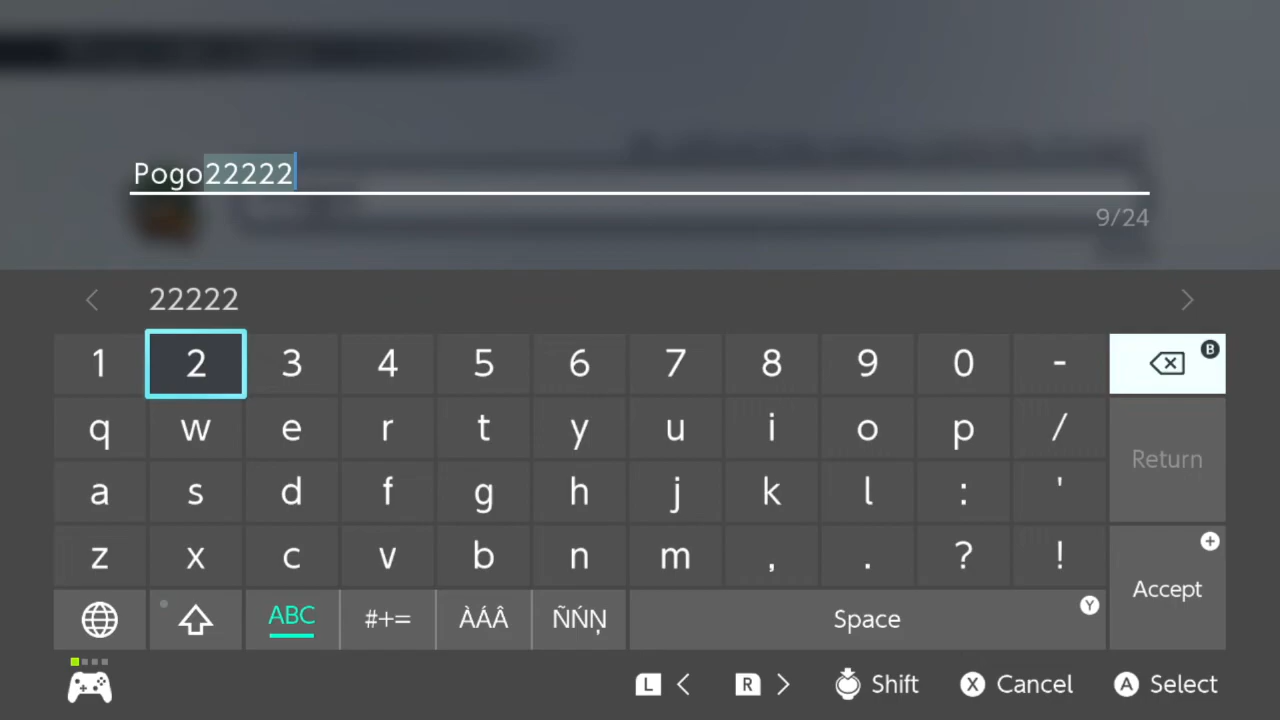 Pogo22222
9/24
22222
1 2 3 4 5 6 7 8 9 0 - B
q w e r t y u i o p / Return
a s d f g h j k l : '
z x c v b n m , . ? ! + Accept
ABC #+= ÀÁÂ ÑŃŅ Space Y
L R Shift X Cancel A Select